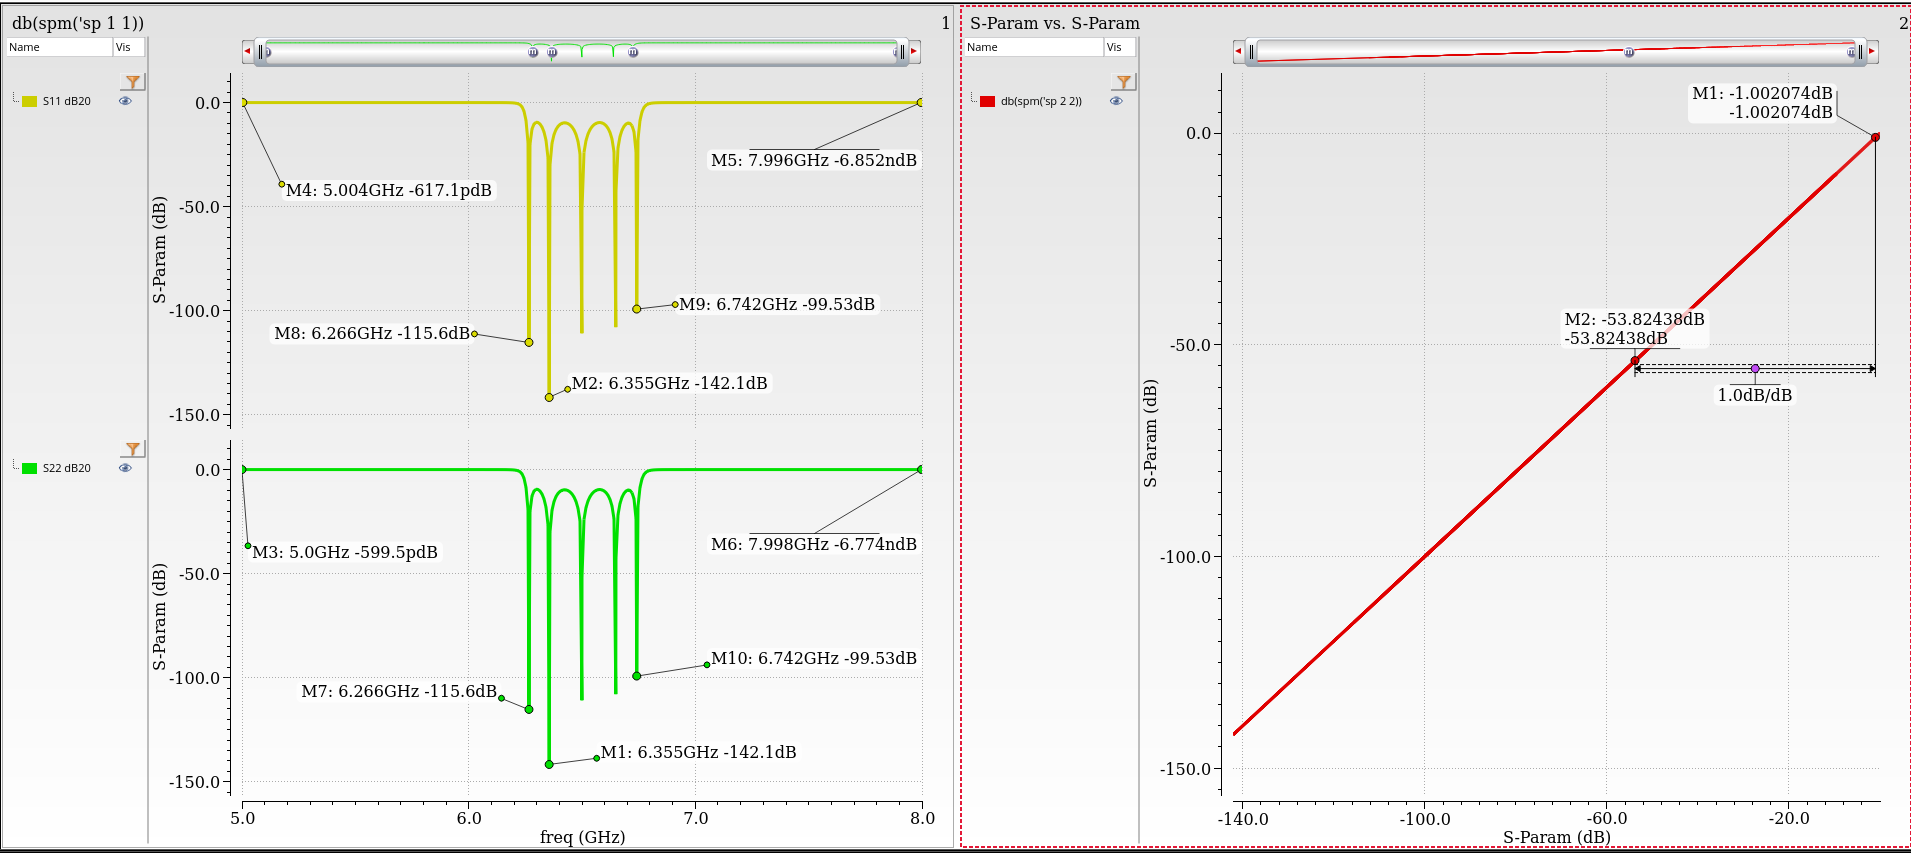 db(spm('sp 1 1))
1
Name
Vis
S11 dB20
S-Param (dB)
0.0
-50.0
-100.0
-150.0
M4: 5.004GHz -617.1pdB
M5: 7.996GHz -6.852ndB
M8: 6.266GHz -115.6dB
M9: 6.742GHz -99.53dB
M2: 6.355GHz -142.1dB
S22 dB20
S-Param (dB)
0.0
-50.0
-100.0
-150.0
M3: 5.0GHz -599.5pdB
M6: 7.998GHz -6.774ndB
M7: 6.266GHz -115.6dB
M10: 6.742GHz -99.53dB
M1: 6.355GHz -142.1dB
5.0
6.0
7.0
8.0
freq (GHz)
S-Param vs. S-Param
2
Name
Vis
db(spm('sp 2 2))
S-Param (dB)
0.0
-50.0
-100.0
-150.0
M1: -1.002074dB
-1.002074dB
M2: -53.82438dB
-53.82438dB
1.0dB/dB
-140.0
-100.0
-60.0
-20.0
S-Param (dB)